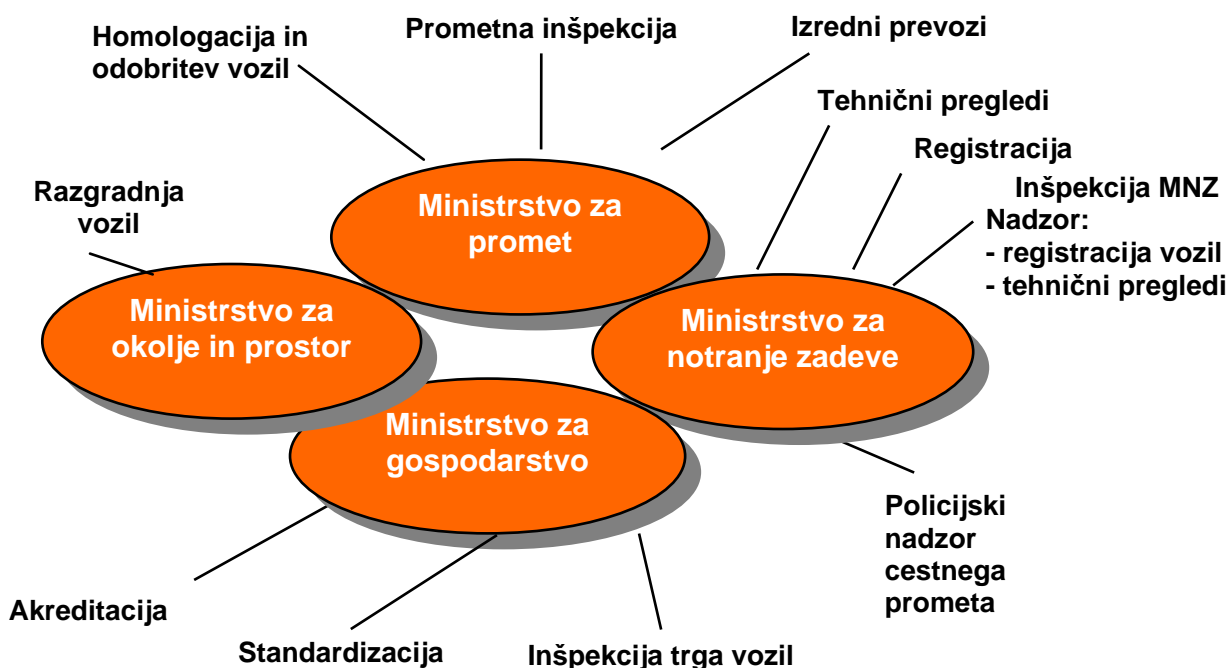 Homologacija in
odobritev vozil
Prometna inšpekcija
Izredni prevozi
Tehnični pregledi
Registracija
Inšpekcija MNZ
Nadzor:
- registracija vozil
- tehnični pregledi
Razgradnja
vozil
Ministrstvo za
promet
Ministrstvo za
okolje in prostor
Ministrstvo za
notranje zadeve
Ministrstvo za
gospodarstvo
Policijski
nadzor
cestnega
prometa
Akreditacija
Standardizacija
Inšpekcija trga vozil